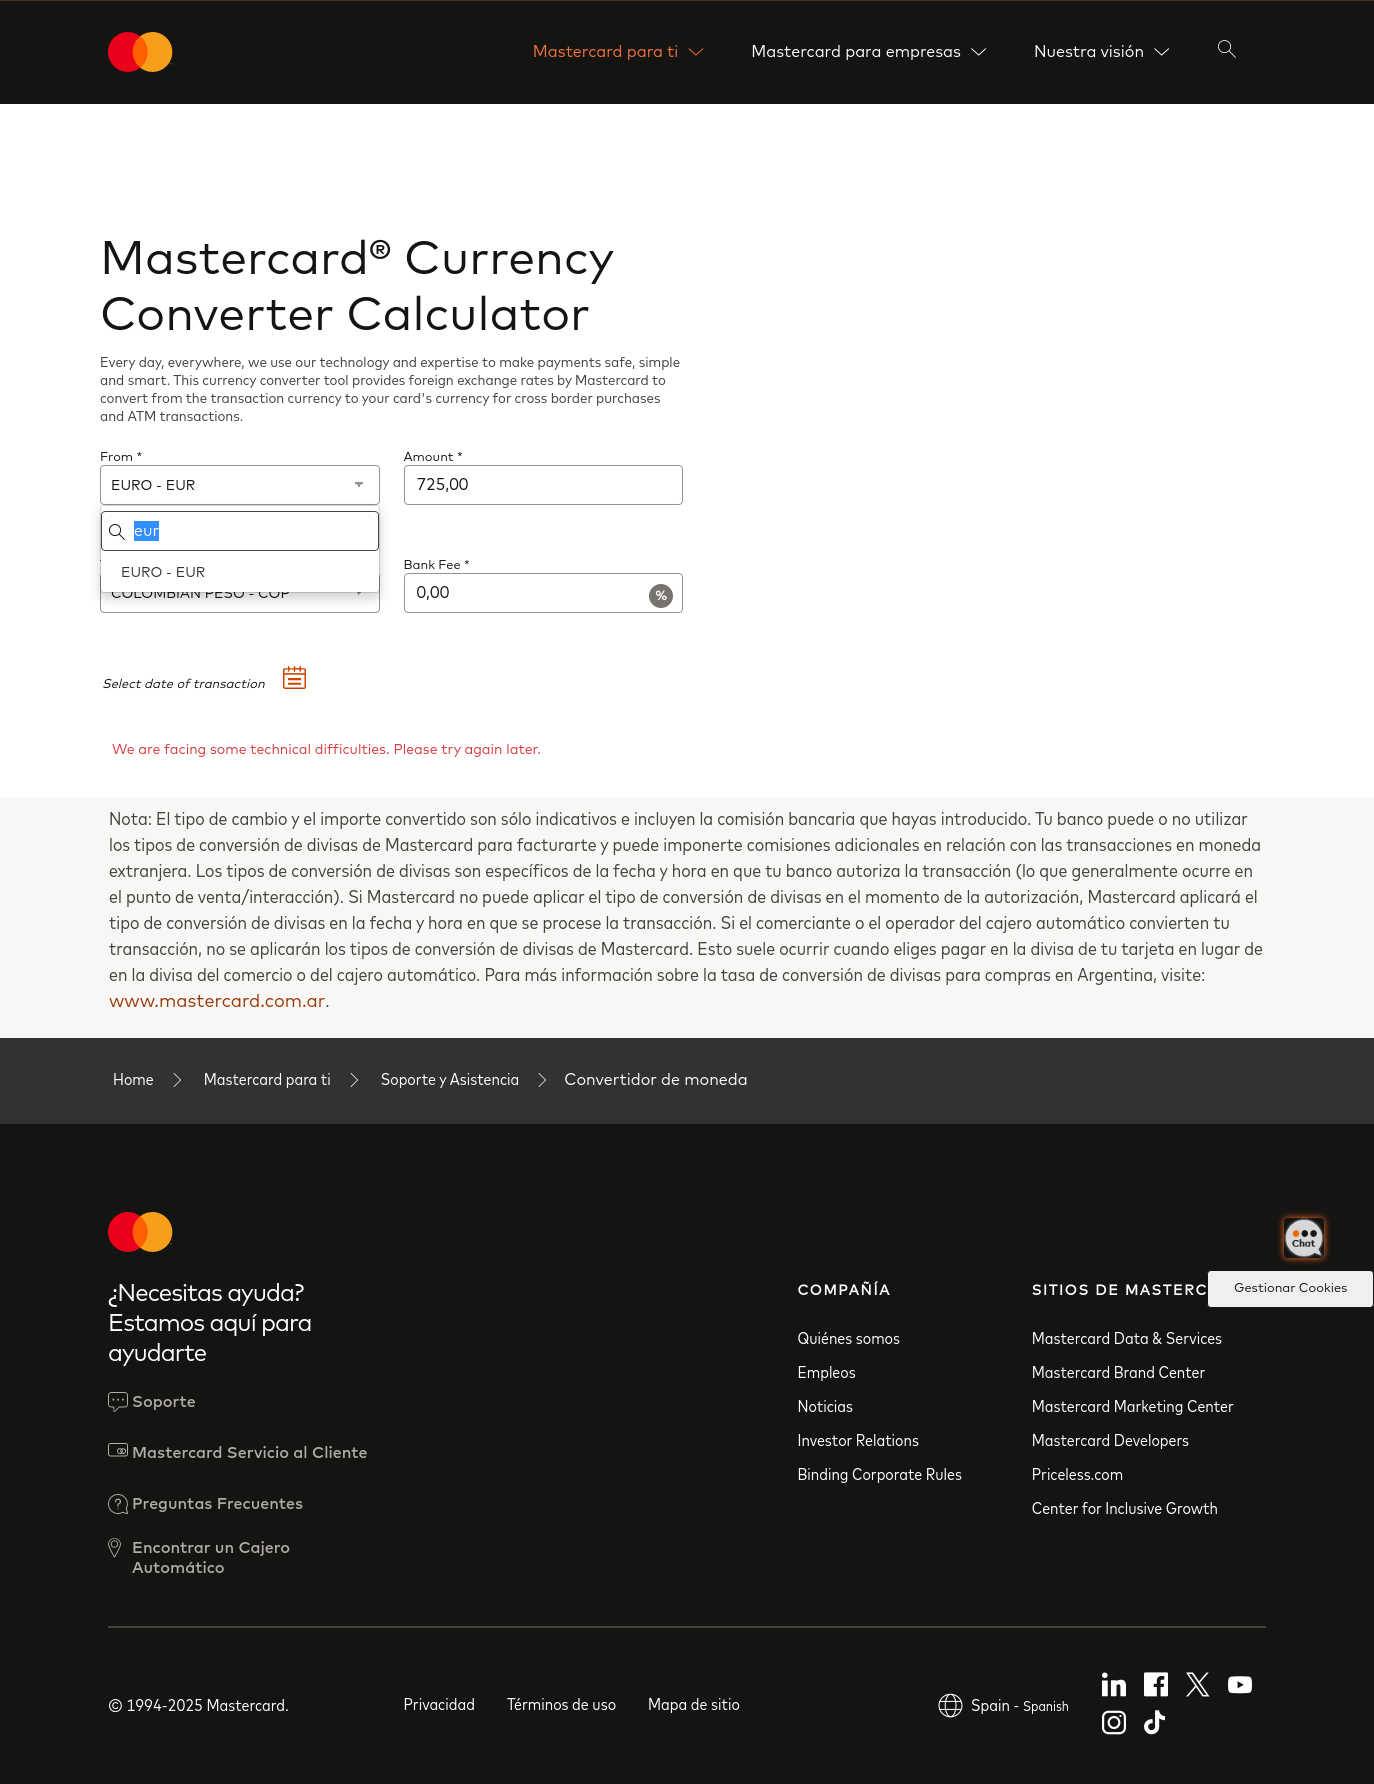 Mastercard para ti
Mastercard para empresas
Nuestra visión
Mastercard® Currency
Converter Calculator
Every day, everywhere, we use our technology and expertise to make payments safe, simple
and smart. This currency converter tool provides foreign exchange rates by Mastercard to
convert from the transaction currency to your card's currency for cross border purchases
and ATM transactions.
From *
Amount *
EURO - EUR
725,00
eur
EURO - EUR
Bank Fee *
COLOMBIAN PESO - COP
0,00
%
Select date of transaction
We are facing some technical difficulties. Please try again later.
Nota: El tipo de cambio y el importe convertido son sólo indicativos e incluyen la comisión bancaria que hayas introducido. Tu banco puede o no utilizar
los tipos de conversión de divisas de Mastercard para facturarte y puede imponerte comisiones adicionales en relación con las transacciones en moneda
extranjera. Los tipos de conversión de divisas son específicos de la fecha y hora en que tu banco autoriza la transacción (lo que generalmente ocurre en
el punto de venta/interacción). Si Mastercard no puede aplicar el tipo de conversión de divisas en el momento de la autorización, Mastercard aplicará el
tipo de conversión de divisas en la fecha y hora en que se procese la transacción. Si el comerciante o el operador del cajero automático convierten tu
transacción, no se aplicarán los tipos de conversión de divisas de Mastercard. Esto suele ocurrir cuando eliges pagar en la divisa de tu tarjeta en lugar de
en la divisa del comercio o del cajero automático. Para más información sobre la tasa de conversión de divisas para compras en Argentina, visite:
www.mastercard.com.ar.
Home
Mastercard para ti
Soporte y Asistencia
Convertidor de moneda
Chat
Gestionar Cookies
¿Necesitas ayuda?
Estamos aquí para
ayudarte
Soporte
Mastercard Servicio al Cliente
Preguntas Frecuentes
Encontrar un Cajero
Automático
COMPAÑÍA
Quiénes somos
Empleos
Noticias
Investor Relations
Binding Corporate Rules
SITIOS DE MASTERC
Mastercard Data & Services
Mastercard Brand Center
Mastercard Marketing Center
Mastercard Developers
Priceless.com
Center for Inclusive Growth
© 1994-2025 Mastercard.
Privacidad
Términos de uso
Mapa de sitio
Spain - Spanish